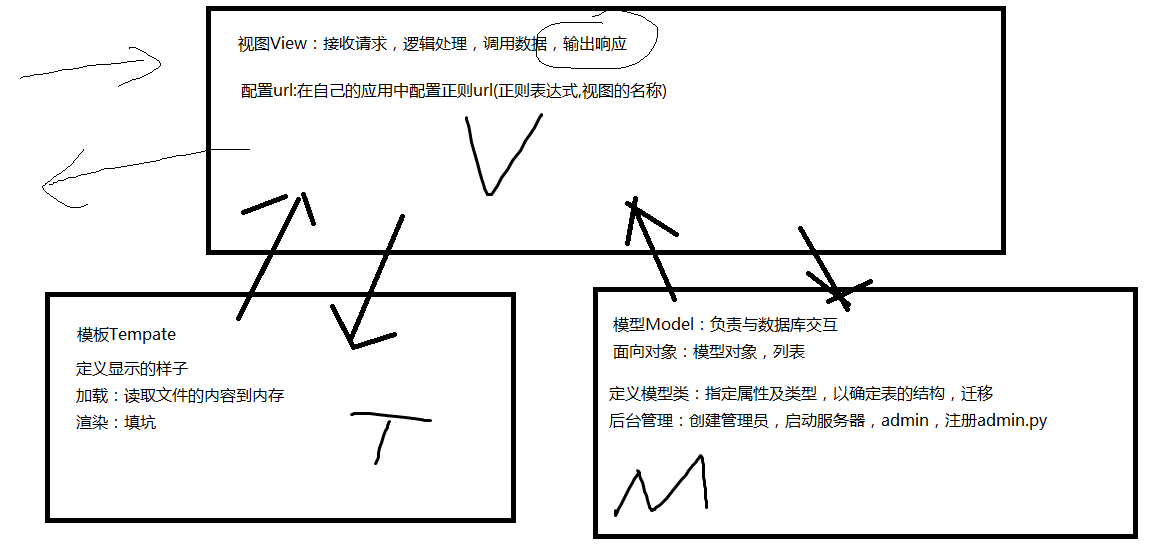 视图View：接收请求，逻辑处理，调用数据，输出响应
配置url:在自己的应用中配置正则url(正则表达式,视图的名称)
V
模板Tempate
定义显示的样子
加载：读取文件的内容到内存
渲染：填坑
T
模型Model：负责与数据库交互
面向对象：模型对象，列表
定义模型类：指定属性及类型，以确定表的结构，迁移
后台管理：创建管理员，启动服务器，admin，注册admin.py
M